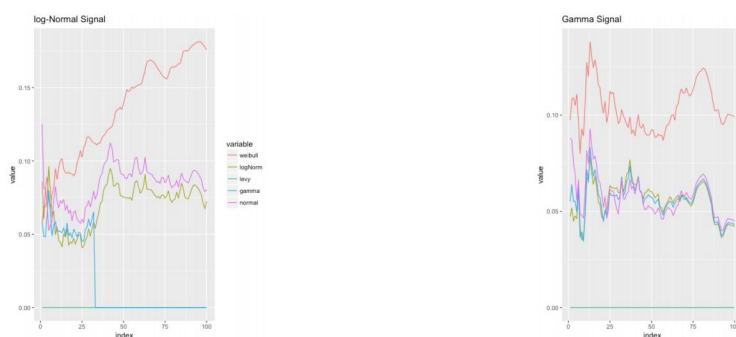 log-Normal Signal
0.15
0.10
0.05
0.00
value
0 25 50 75 100
index
variable
weibull
logNorm
levy
gamma
normal
Gamma Signal
0.10
0.05
0.00
value
0 25 50 75 100
index